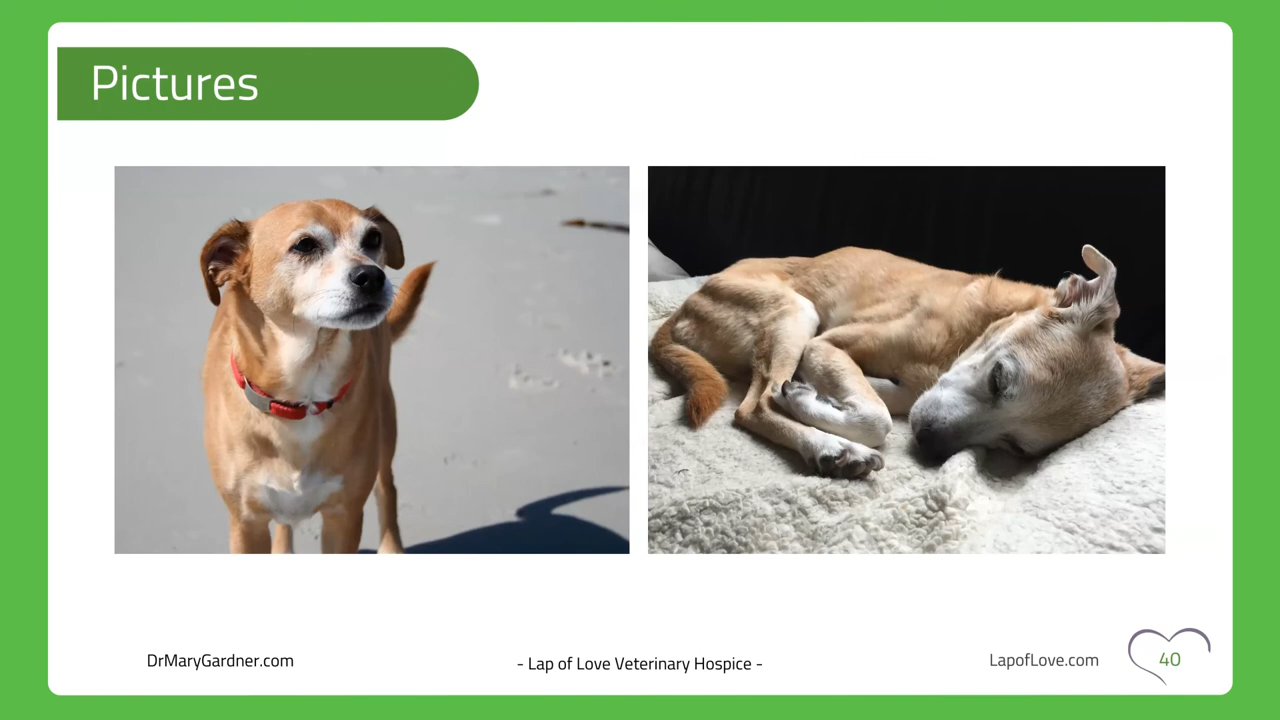 Pictures
DrMaryGardner.com
- Lap of Love Veterinary Hospice -
LapofLove.com
40